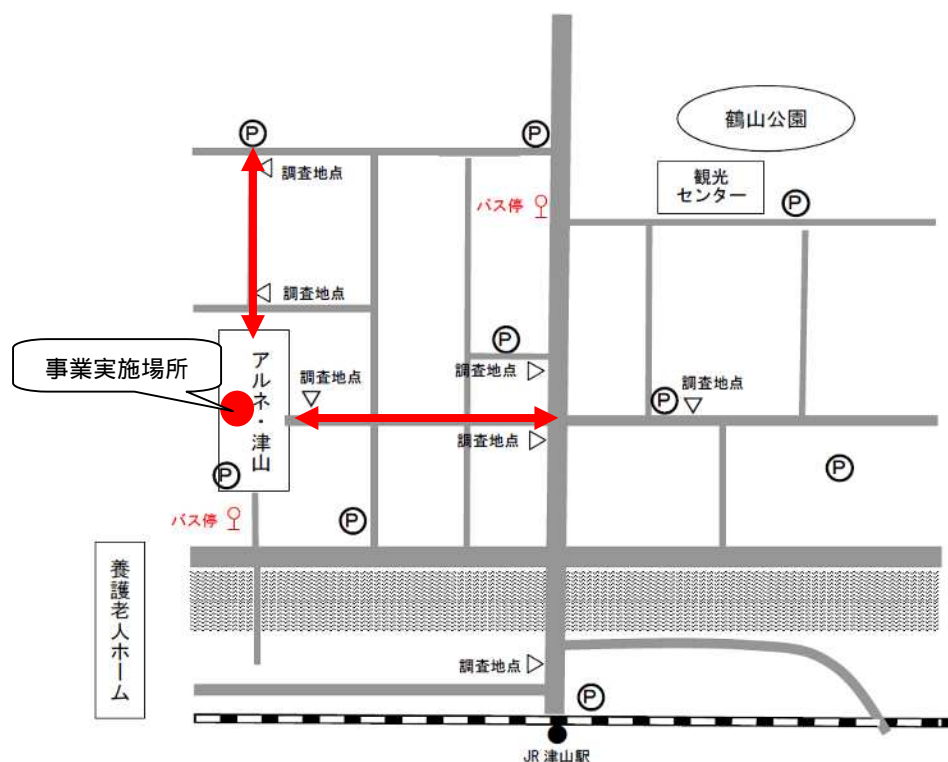 鶴山公園
Ⓟ
Ⓟ
調査地点
観光
センター
バス停
Ⓟ
調査地点
Ⓟ
事業実施場所
アルネ・津山
調査地点
調査地点
Ⓟ
調査地点
調査地点
Ⓟ
Ⓟ
バス停
Ⓟ
養護老人ホーム
調査地点
Ⓟ
JR 津山駅